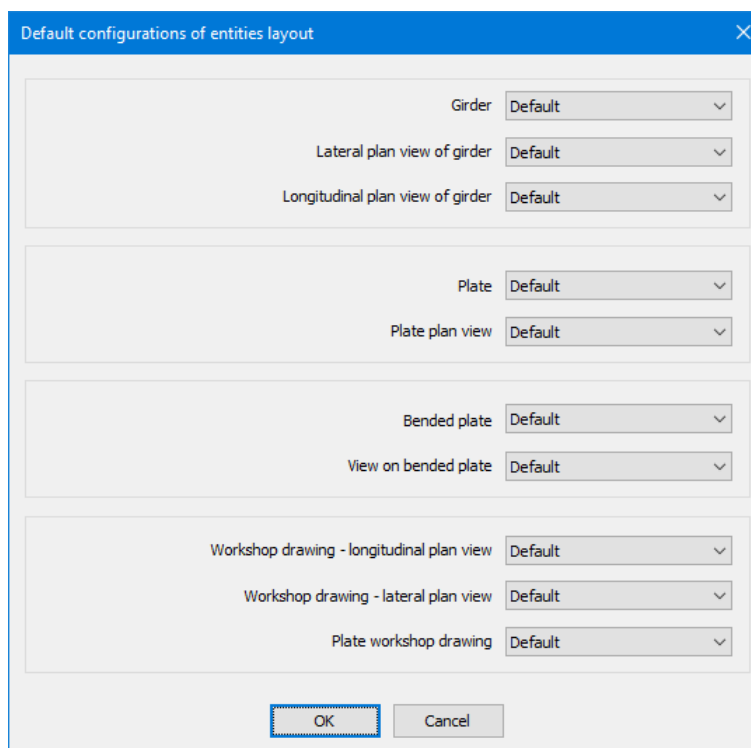 Default configurations of entities layout
Girder Default
Lateral plan view of girder Default
Longitudinal plan view of girder Default
Plate Default
Plate plan view Default
Bended plate Default
View on bended plate Default
Workshop drawing - longitudinal plan view Default
Workshop drawing - lateral plan view Default
Plate workshop drawing Default
OK Cancel